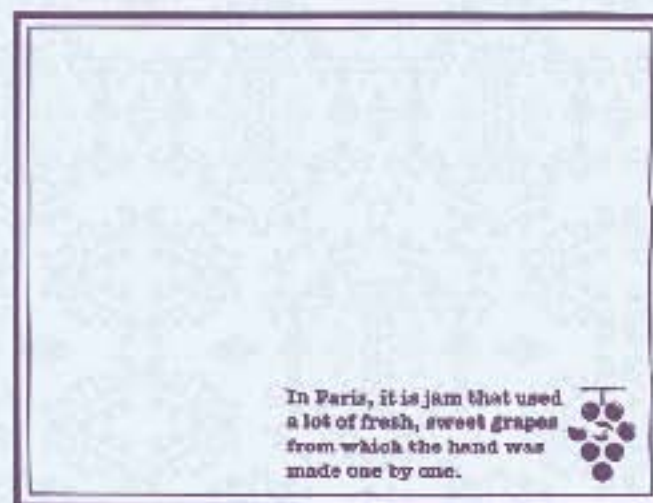 In Paris, it is jam that used
a lot of fresh, sweet grapes
from which the hand was
made one by one.